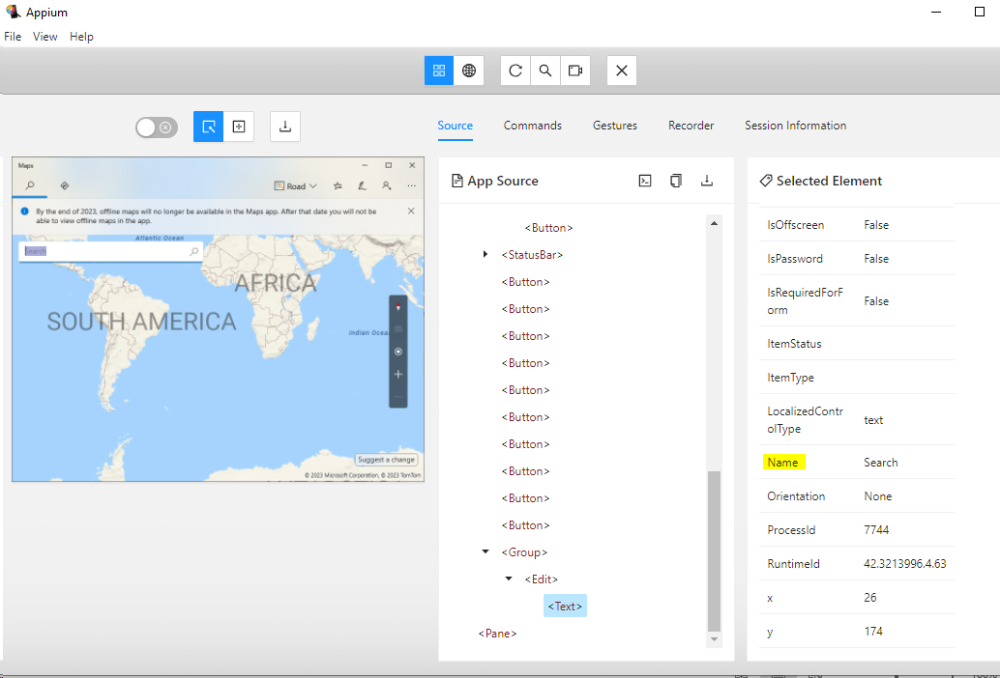 Appium
File View Help
Source Commands Gestures Recorder Session Information
Maps
Road
By the end of 2023, offline maps will no longer be available in the Maps app. After that date you will not be
able to view offline maps in the app.
Atlantic Ocean
Search
AFRICA
SOUTH AMERICA
Indian Ocea
Suggest a change
© 2023 Microsoft Corporation, © 2023 TomTom
App Source
<Button>
<StatusBar>
<Button>
<Button>
<Button>
<Button>
<Button>
<Button>
<Button>
<Button>
<Button>
<Button>
<Group>
<Edit>
<Text>
<Pane>
Selected Element
IsOffscreen False
IsPassword False
IsRequiredForF
orm
False
ItemStatus
ItemType
LocalizedContr
olType
text
Name Search
Orientation None
ProcessId 7744
RuntimeId 42.3213996.4.63
x 26
y 174